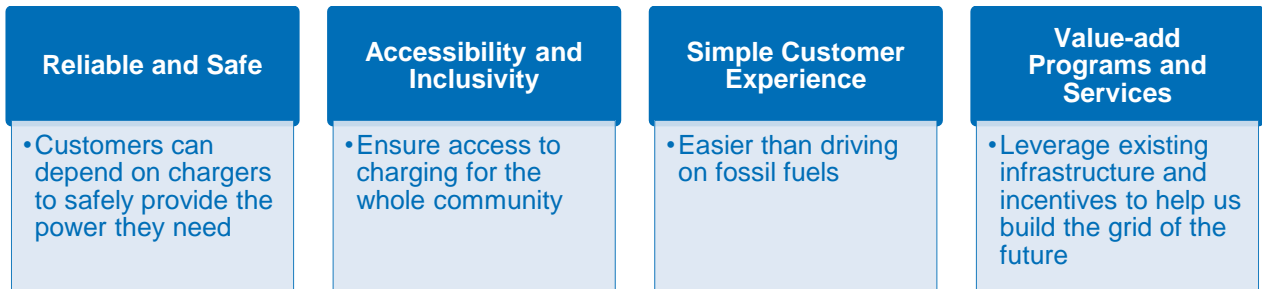 Reliable and Safe
•Customers can
depend on chargers
to safely provide the
power they need
Accessibility and
Inclusivity
•Ensure access to
charging for the
whole community
Simple Customer
Experience
•Easier than driving
on fossil fuels
Value-add
Programs and
Services
•Leverage existing
infrastructure and
incentives to help us
build the grid of the
future